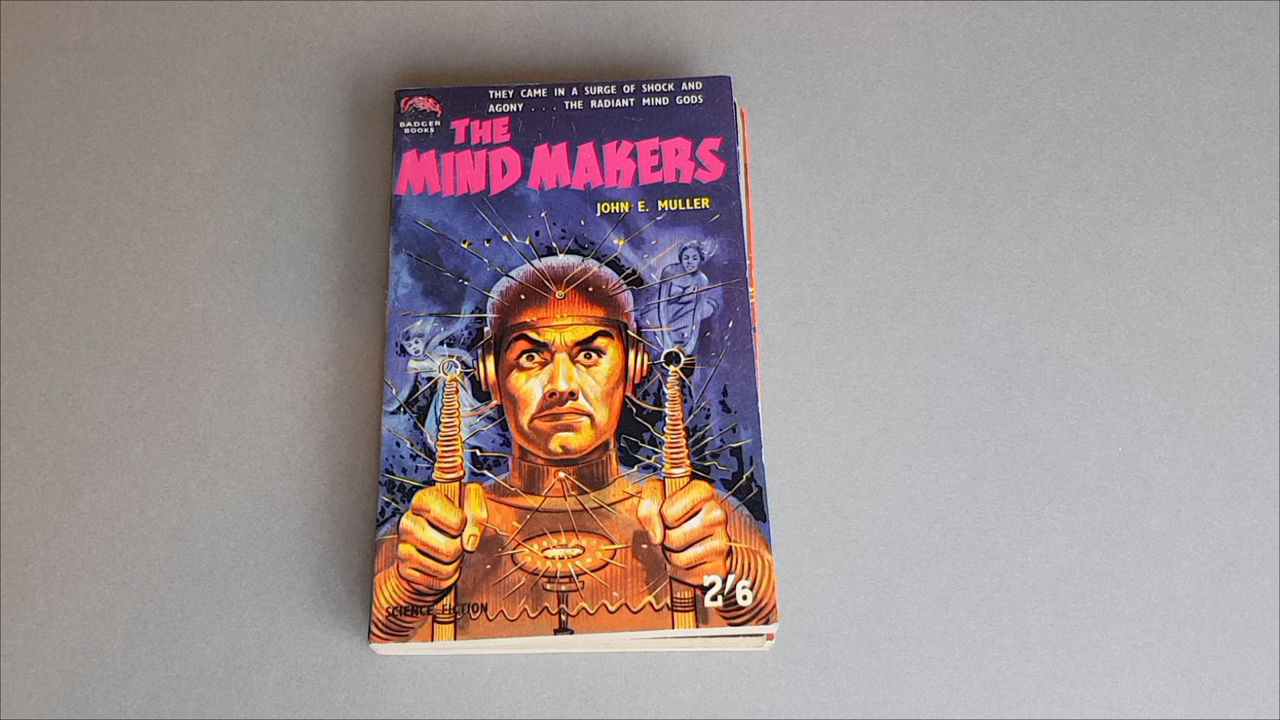 THEY CAME IN A SURGE OF SHOCK AND
AGONY . . . THE RADIANT MIND GODS
BADGER
BOOKS
THE
MIND MAKERS
JOHN E. MULLER
SCIENCE FICTION
2/6